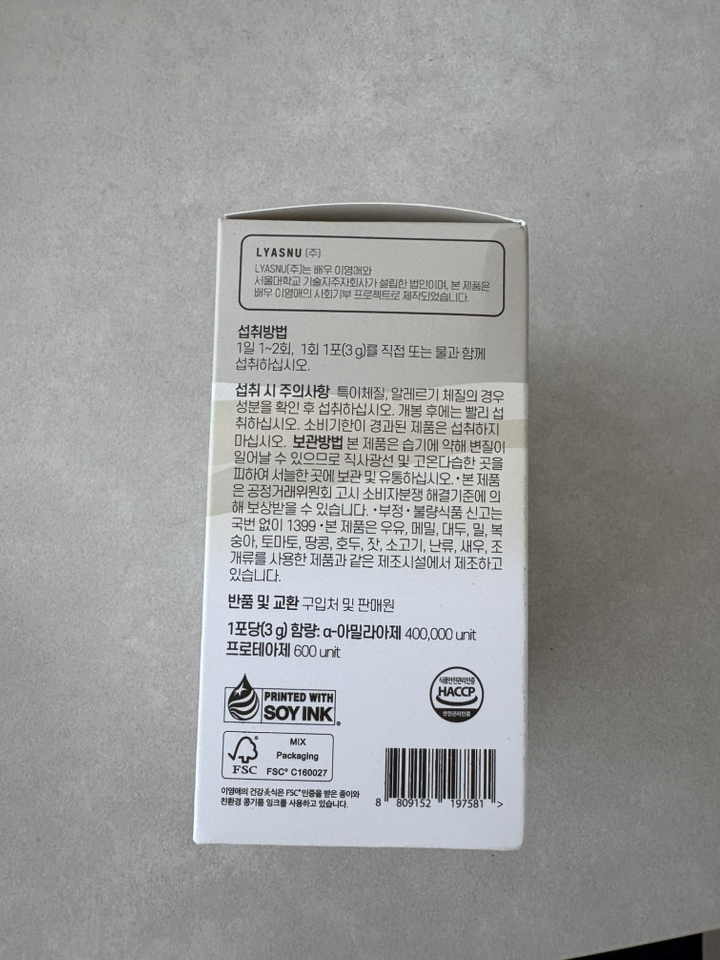 LYASNU (주)
LYASNU(주)는 배우 이영애와
서울대학교 기술지주자회사가 설립한 법인이며, 본 제품은
배우 이영애의 사회기부 프로젝트로 제작되었습니다.
섭취방법
1일 1~2회, 1회 1포(3 g)를 직접 또는 물과 함께
섭취하십시오.
섭취 시 주의사항 특이체질, 알레르기 체질의 경우
성분을 확인 후 섭취하십시오. 개봉 후에는 빨리 섭
취하십시오. 소비기한이 경과된 제품은 섭취하지
마십시오. 보관방법 본 제품은 습기에 약해 변질이
일어날 수 있으므로 직사광선 및 고온다습한 곳을
피하여 서늘한 곳에 보관 및 유통하십시오. •본 제품
은 공정거래위원회 고시 소비자분쟁 해결기준에 의
해 보상받을 수 있습니다. •부정•불량식품 신고는
국번 없이 1399 •본 제품은 우유, 메밀, 대두, 밀, 복
숭아, 토마토, 땅콩, 호두, 잣, 소고기, 난류, 새우, 조
개류를 사용한 제품과 같은 제조시설에서 제조하고
있습니다.
반품 및 교환 구입처 및 판매원
1포당(3 g) 함량: α-아밀라아제 400,000 unit
프로테아제 600 unit
PRINTED WITH
SOY INK®
식품안전관리인증
HACCP
안전관리인증
FSC
MIX
Packaging
FSC® C160027
이영애의 건강美식은 FSC®인증을 받은 종이와
친환경 콩기름 잉크를 사용하고 있습니다.
8 809152 197581 >